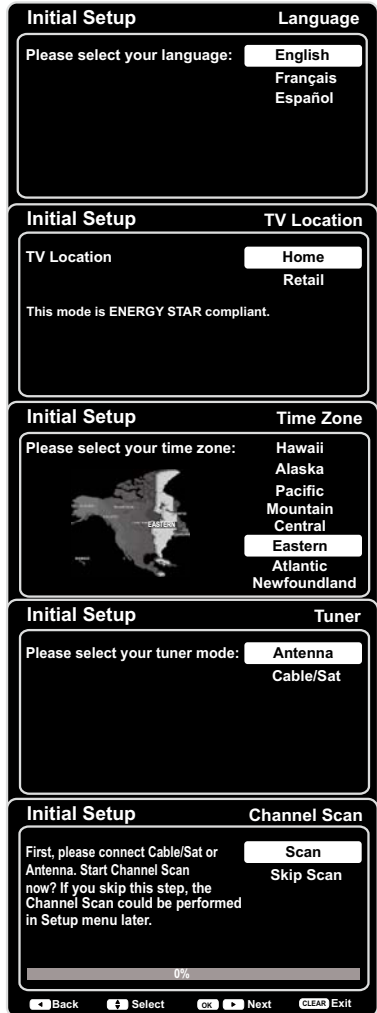 Initial Setup Language
Please select your language: English
Français
Español
Initial Setup TV Location
TV Location Home
Retail
This mode is ENERGY STAR compliant.
Initial Setup Time Zone
Please select your time zone: Hawaii
Alaska
Pacific
Mountain
Central
EASTERN
Eastern
Atlantic
Newfoundland
Initial Setup Tuner
Please select your tuner mode: Antenna
Cable/Sat
Initial Setup Channel Scan
First, please connect Cable/Sat or Scan
Antenna. Start Channel Scan Skip Scan
now? If you skip this step, the
Channel Scan could be performed
in Setup menu later.
0%
Back Select OK Next CLEAR Exit